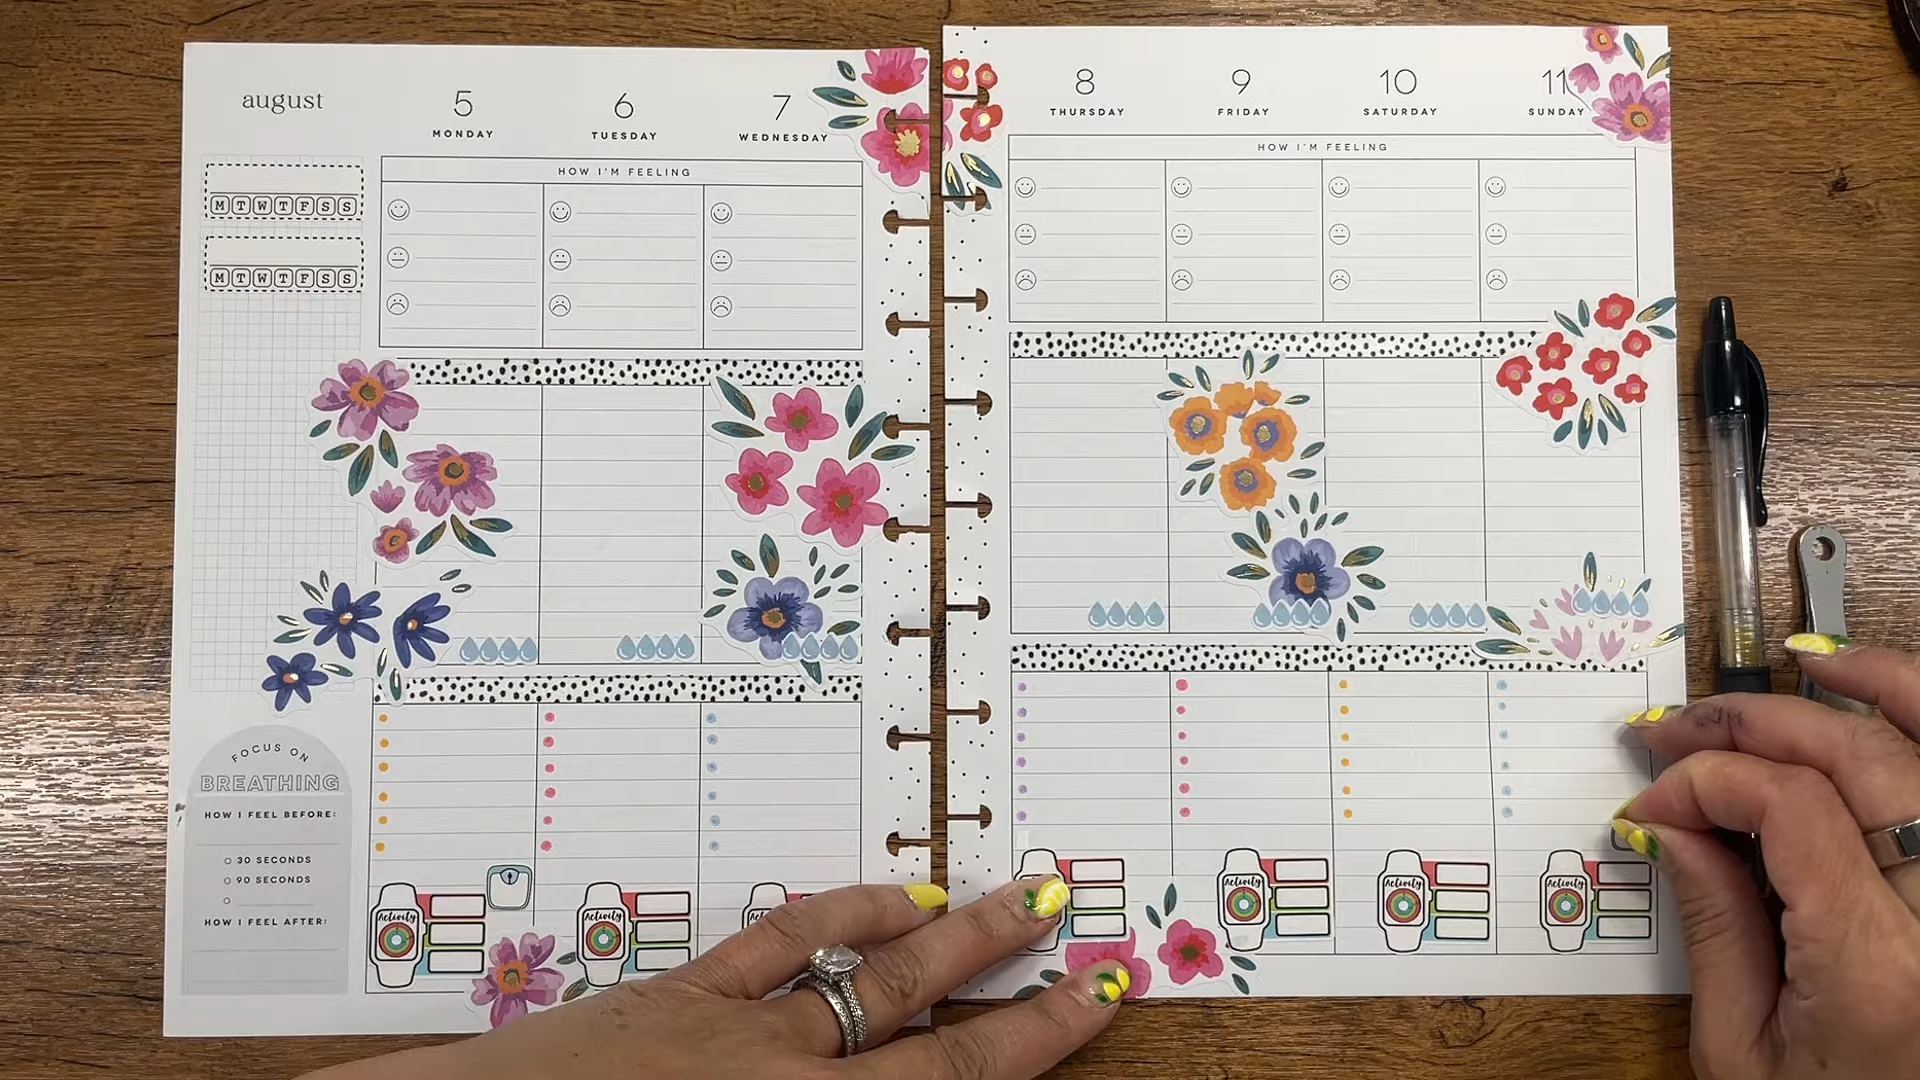 august
5
MONDAY
6
TUESDAY
7
WEDNESDAY
HOW I'M FEELING
M T W T F S S
M T W T F S S
FOCUS ON
BREATHING
HOW I FEEL BEFORE:
30 SECONDS
90 SECONDS
HOW I FEEL AFTER:
Activity
Activity
8
THURSDAY
9
FRIDAY
10
SATURDAY
11
SUNDAY
HOW I'M FEELING
Activity
Activity
Activity